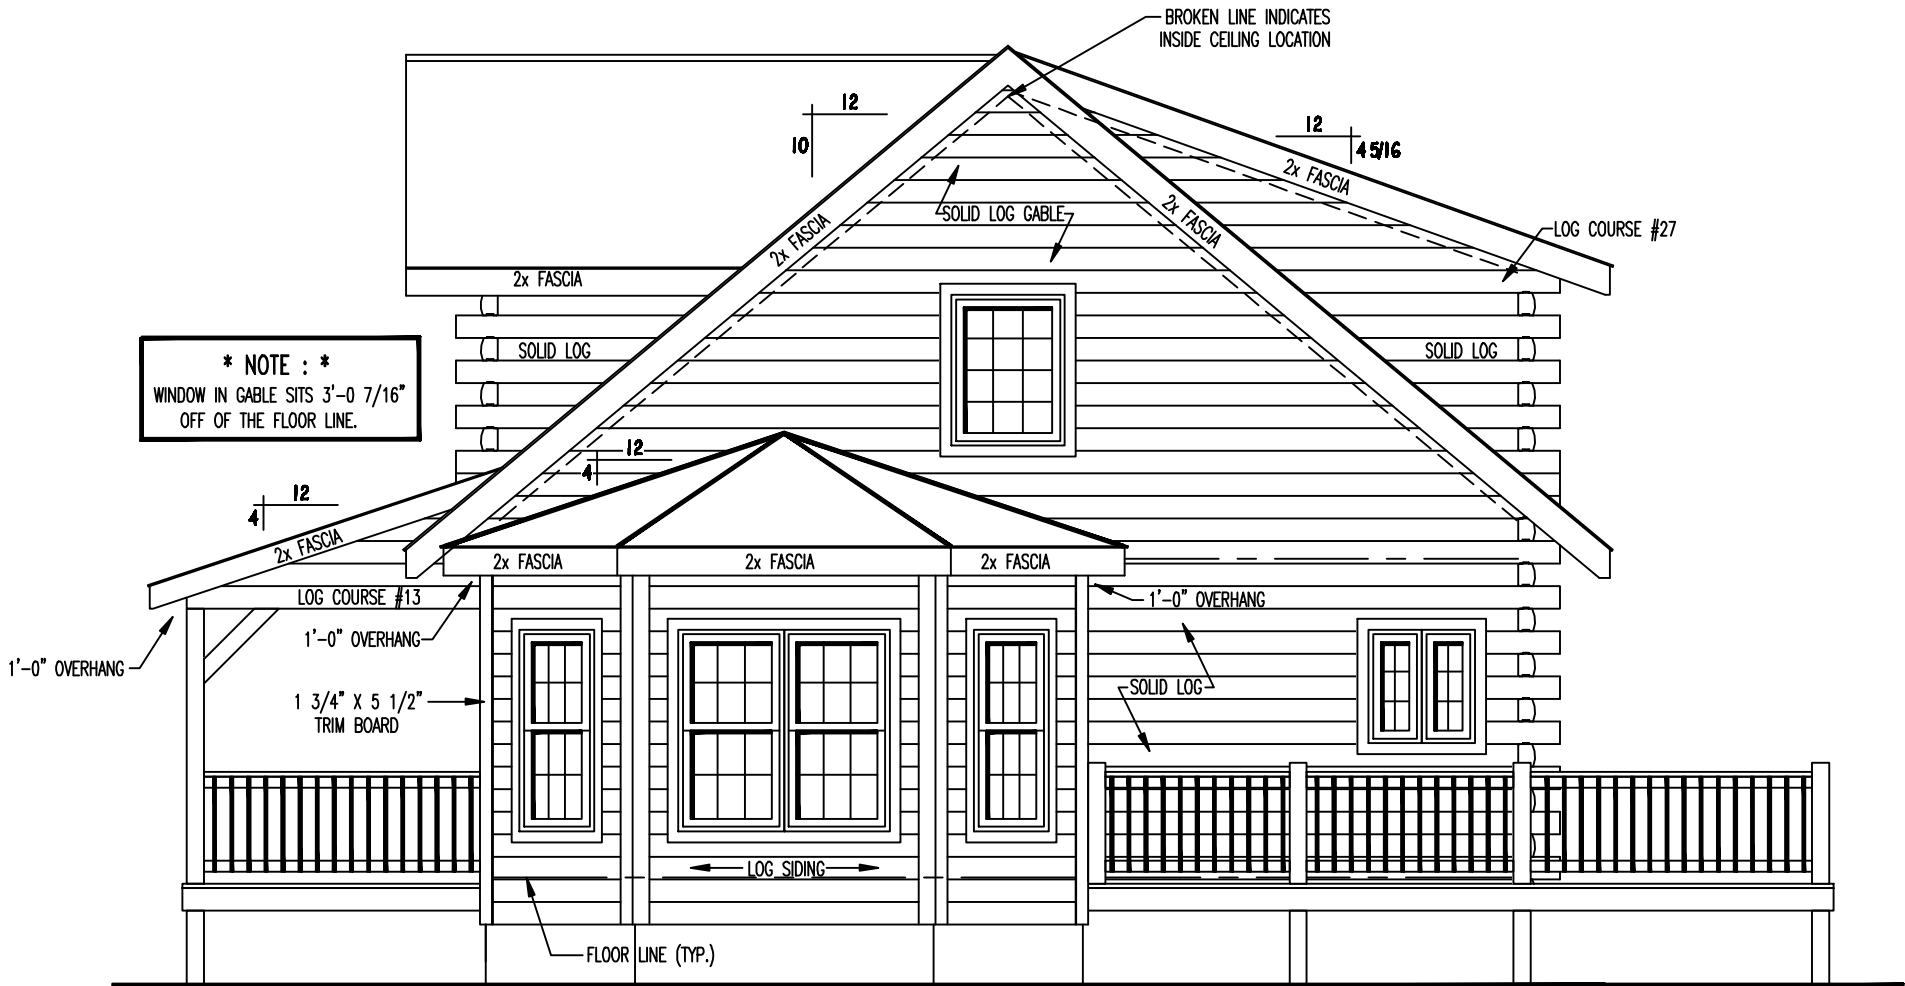 BROKEN LINE INDICATES
INSIDE CEILING LOCATION
12
10
12
4 5/16
2x FASCIA
2x FASCIA
2x FASCIA
SOLID LOG GABLE
LOG COURSE #27
2x FASCIA
* NOTE : *
WINDOW IN GABLE SITS 3'-0 7/16"
OFF OF THE FLOOR LINE.
SOLID LOG
SOLID LOG
12
4
12
4
2x FASCIA
2x FASCIA
2x FASCIA
2x FASCIA
LOG COURSE #13
1'-0" OVERHANG
1'-0" OVERHANG
1'-0" OVERHANG
SOLID LOG
1 3/4" X 5 1/2"
TRIM BOARD
LOG SIDING
FLOOR LINE (TYP.)